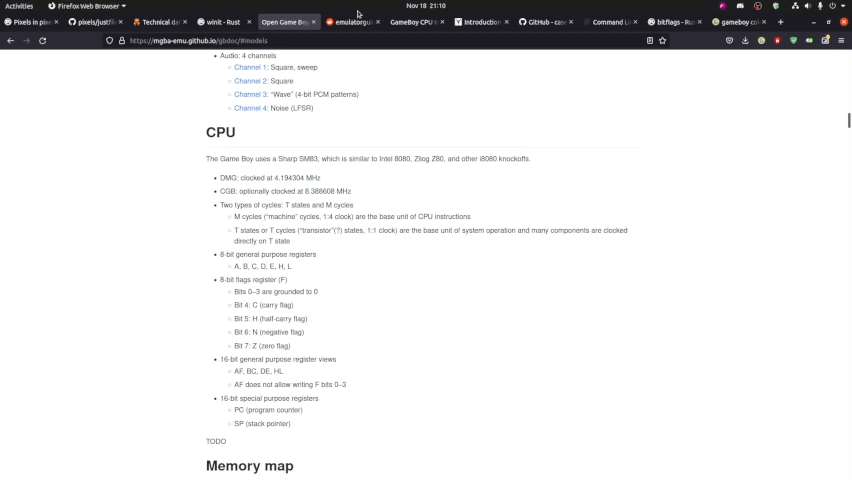 Activities
Firefox Web Browser
Nov 18 21:10
Pixels in pixe
pixels/justfil
Technical da
winit - Rust
Open Game Boy
emulatorgu
GameBoy CPU
Introduction
GitHub - cas
Command Li
bitflags - Rus
gameboy col
https://mgba-emu.github.io/gbdoc/#models
• Audio: 4 channels
Channel 1: Square, sweep
Channel 2: Square
Channel 3: “Wave” (4-bit PCM patterns)
Channel 4: Noise (LFSR)
CPU
The Game Boy uses a Sharp SM83, which is similar to Intel 8080, Zilog Z80, and other i8080 knockoffs.
• DMG: clocked at 4.194304 MHz
• CGB: optionally clocked at 8.388608 MHz
• Two types of cycles: T states and M cycles
M cycles (“machine” cycles, 1:4 clock) are the base unit of CPU instructions
T states or T cycles (“transistor”(?) states, 1:1 clock) are the base unit of system operation and many components are clocked
directly on T state
• 8-bit general purpose registers
A, B, C, D, E, H, L
• 8-bit flags register (F)
Bits 0–3 are grounded to 0
Bit 4: C (carry flag)
Bit 5: H (half-carry flag)
Bit 6: N (negative flag)
Bit 7: Z (zero flag)
• 16-bit general purpose register views
AF, BC, DE, HL
AF does not allow writing F bits 0–3
• 16-bit special purpose registers
PC (program counter)
SP (stack pointer)
TODO
Memory map